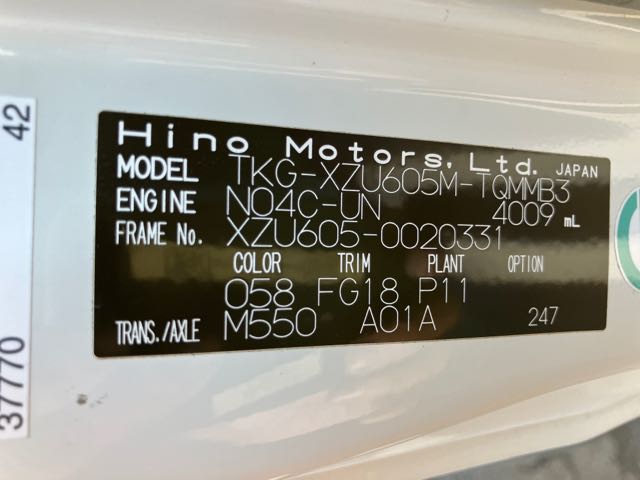 Hino Motors, Ltd. JAPAN
MODEL TKG-XZU605M-TQMMB3
ENGINE N04C-UN 4009 mL
FRAME No. XZU605-0020331
COLOR TRIM PLANT OPTION
058 FG18 P11
TRANS./AXLE M550 A01A 247
37770 42